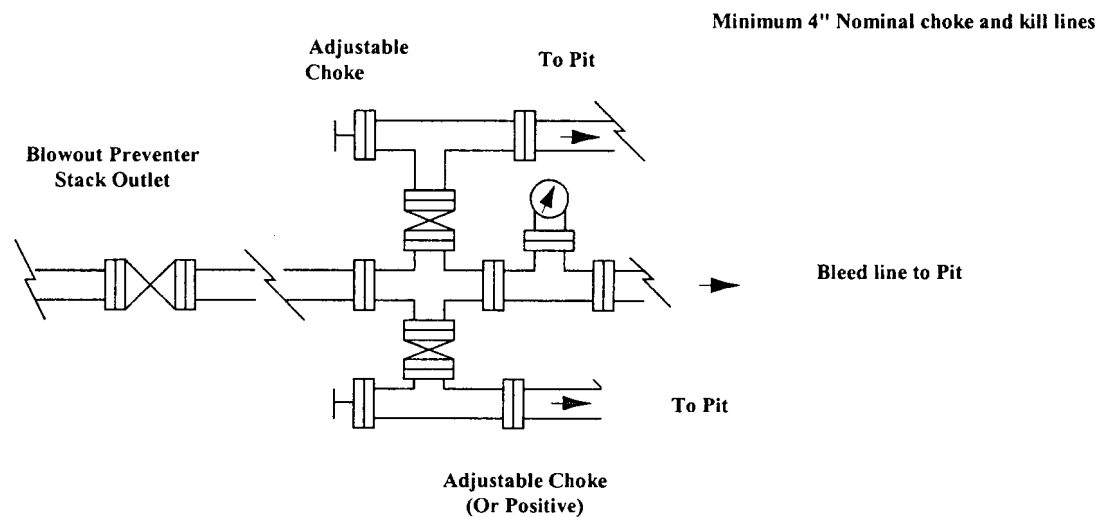 Minimum 4" Nominal choke and kill lines
Adjustable
Choke
To Pit
Blowout Preventer
Stack Outlet
Bleed line to Pit
To Pit
Adjustable Choke
(Or Positive)